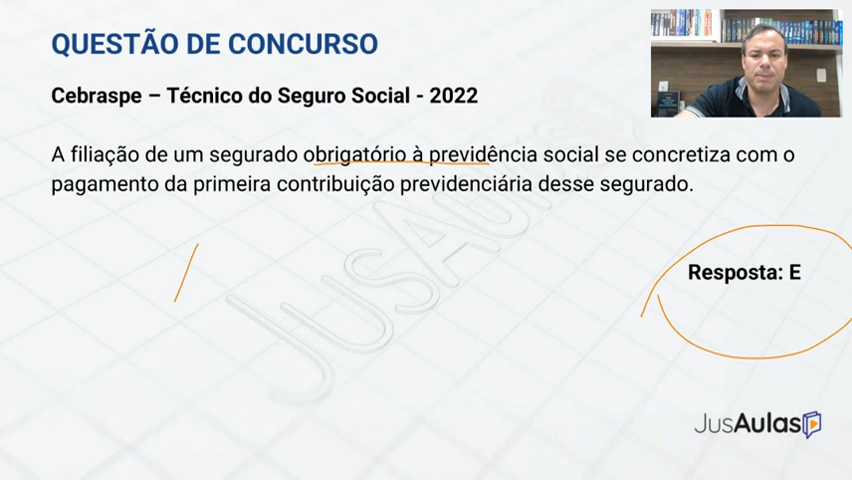 QUESTÃO DE CONCURSO
Cebraspe – Técnico do Seguro Social - 2022
A filiação de um segurado obrigatório à previdência social se concretiza com o
pagamento da primeira contribuição previdenciária desse segurado.
JUSAULAS
Resposta: E
JusAulas